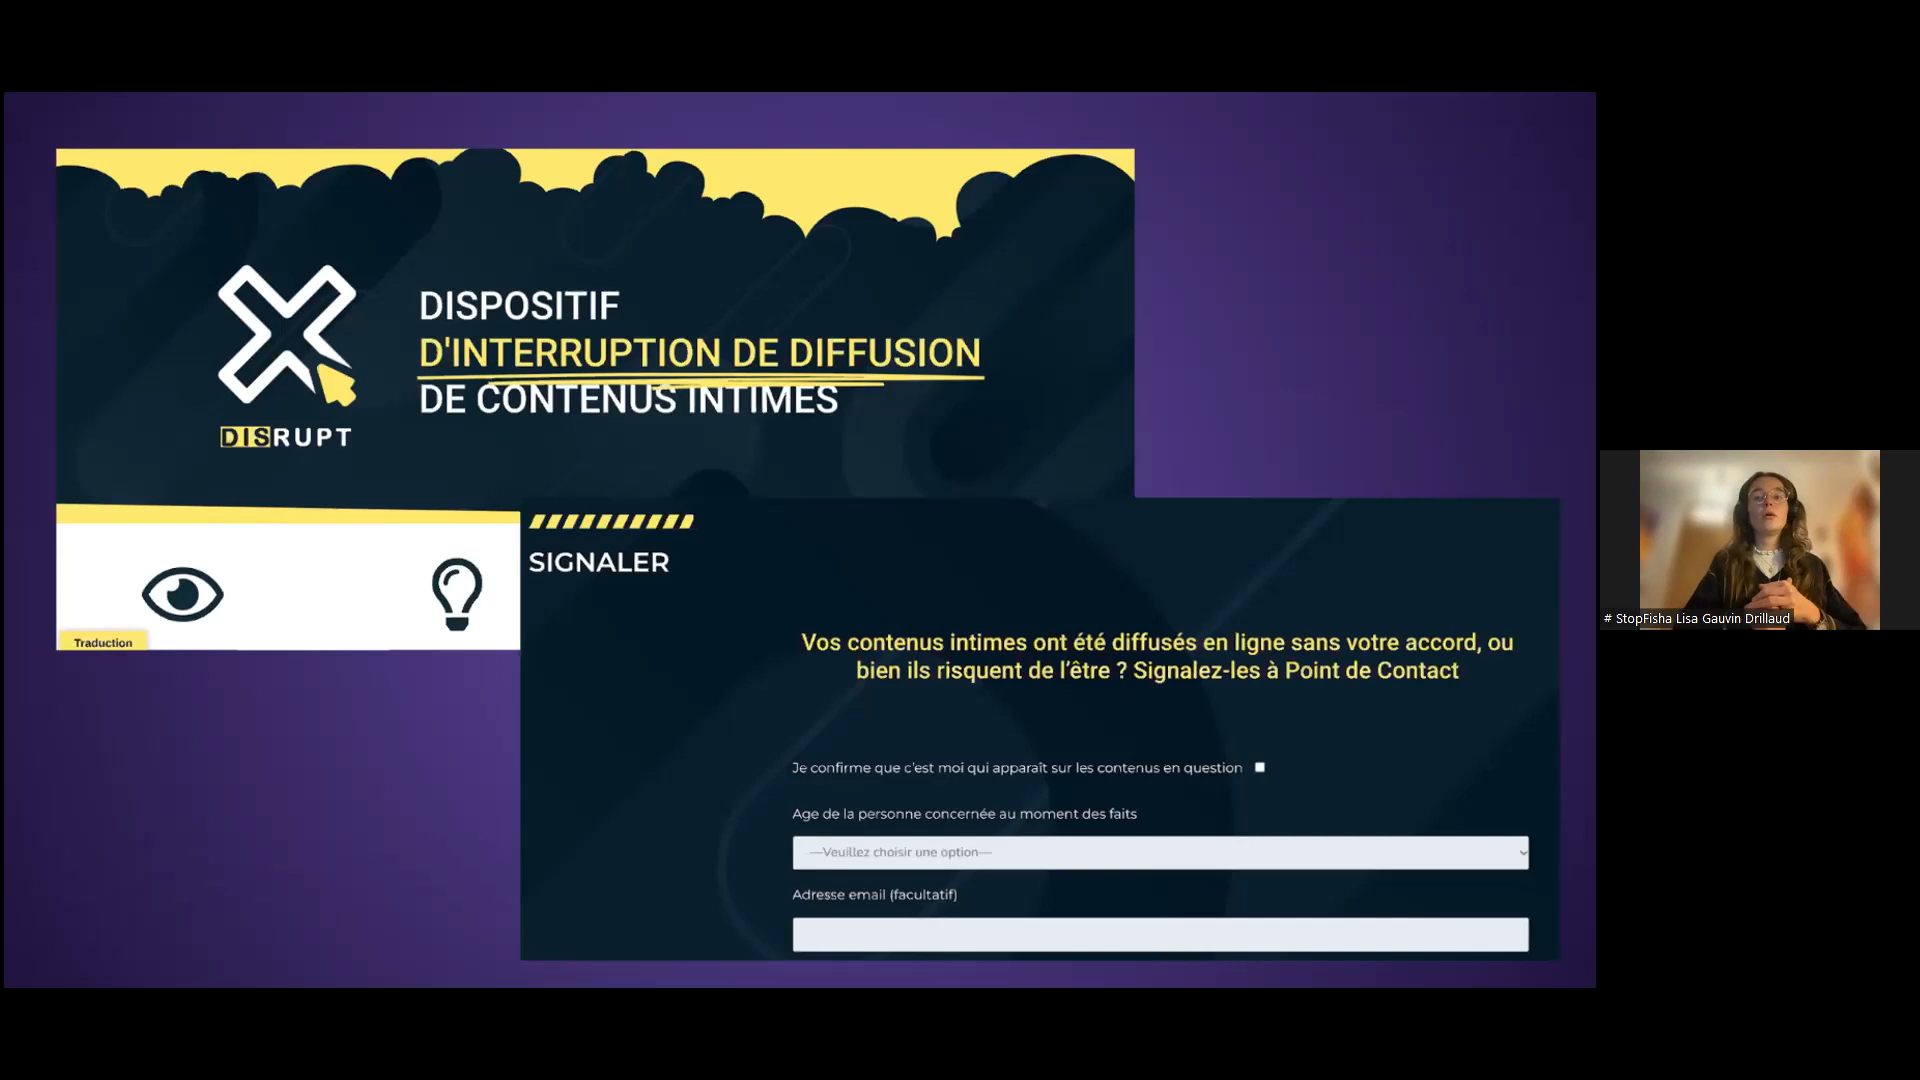 DISPOSITIF
D'INTERRUPTION DE DIFFUSION
DE CONTENUS INTIMES
DISRUPT
Traduction
SIGNALER
Vos contenus intimes ont été diffusés en ligne sans votre accord, ou
bien ils risquent de l’être ? Signalez-les à Point de Contact
Je confirme que c’est moi qui apparaît sur les contenus en question
Age de la personne concernée au moment des faits
—Veuillez choisir une option—
Adresse email (facultatif)
# StopFisha Lisa Gauvin Drillaud